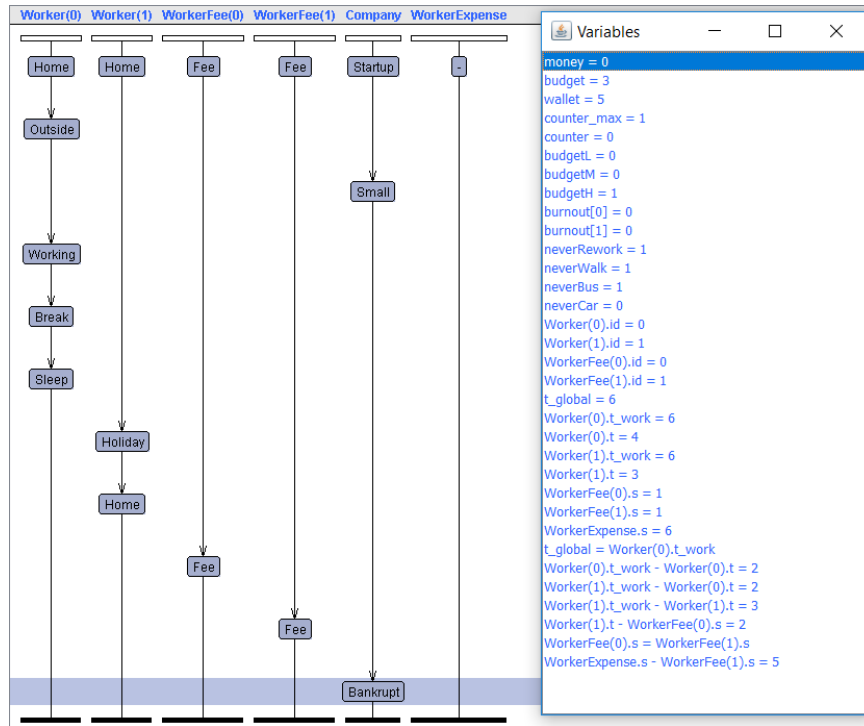 Worker(0) Worker(1) WorkerFee(0) WorkerFee(1) Company WorkerExpense
Home Home Fee Fee Startup -
Outside
Small
Working
Break
Sleep
Holiday
Home
Fee
Fee
Bankrupt
Variables
money = 0
budget = 3
wallet = 5
counter_max = 1
counter = 0
budgetL = 0
budgetM = 0
budgetH = 1
burnout[0] = 0
burnout[1] = 0
neverRework = 1
neverWalk = 1
neverBus = 1
neverCar = 0
Worker(0).id = 0
Worker(1).id = 1
WorkerFee(0).id = 0
WorkerFee(1).id = 1
t_global = 6
Worker(0).t_work = 6
Worker(0).t = 4
Worker(1).t_work = 6
Worker(1).t = 3
WorkerFee(0).s = 1
WorkerFee(1).s = 1
WorkerExpense.s = 6
t_global = Worker(0).t_work
Worker(0).t_work - Worker(0).t = 2
Worker(1).t_work - Worker(0).t = 2
Worker(1).t_work - Worker(1).t = 3
Worker(1).t - WorkerFee(0).s = 2
WorkerFee(0).s = WorkerFee(1).s
WorkerExpense.s - WorkerFee(1).s = 5